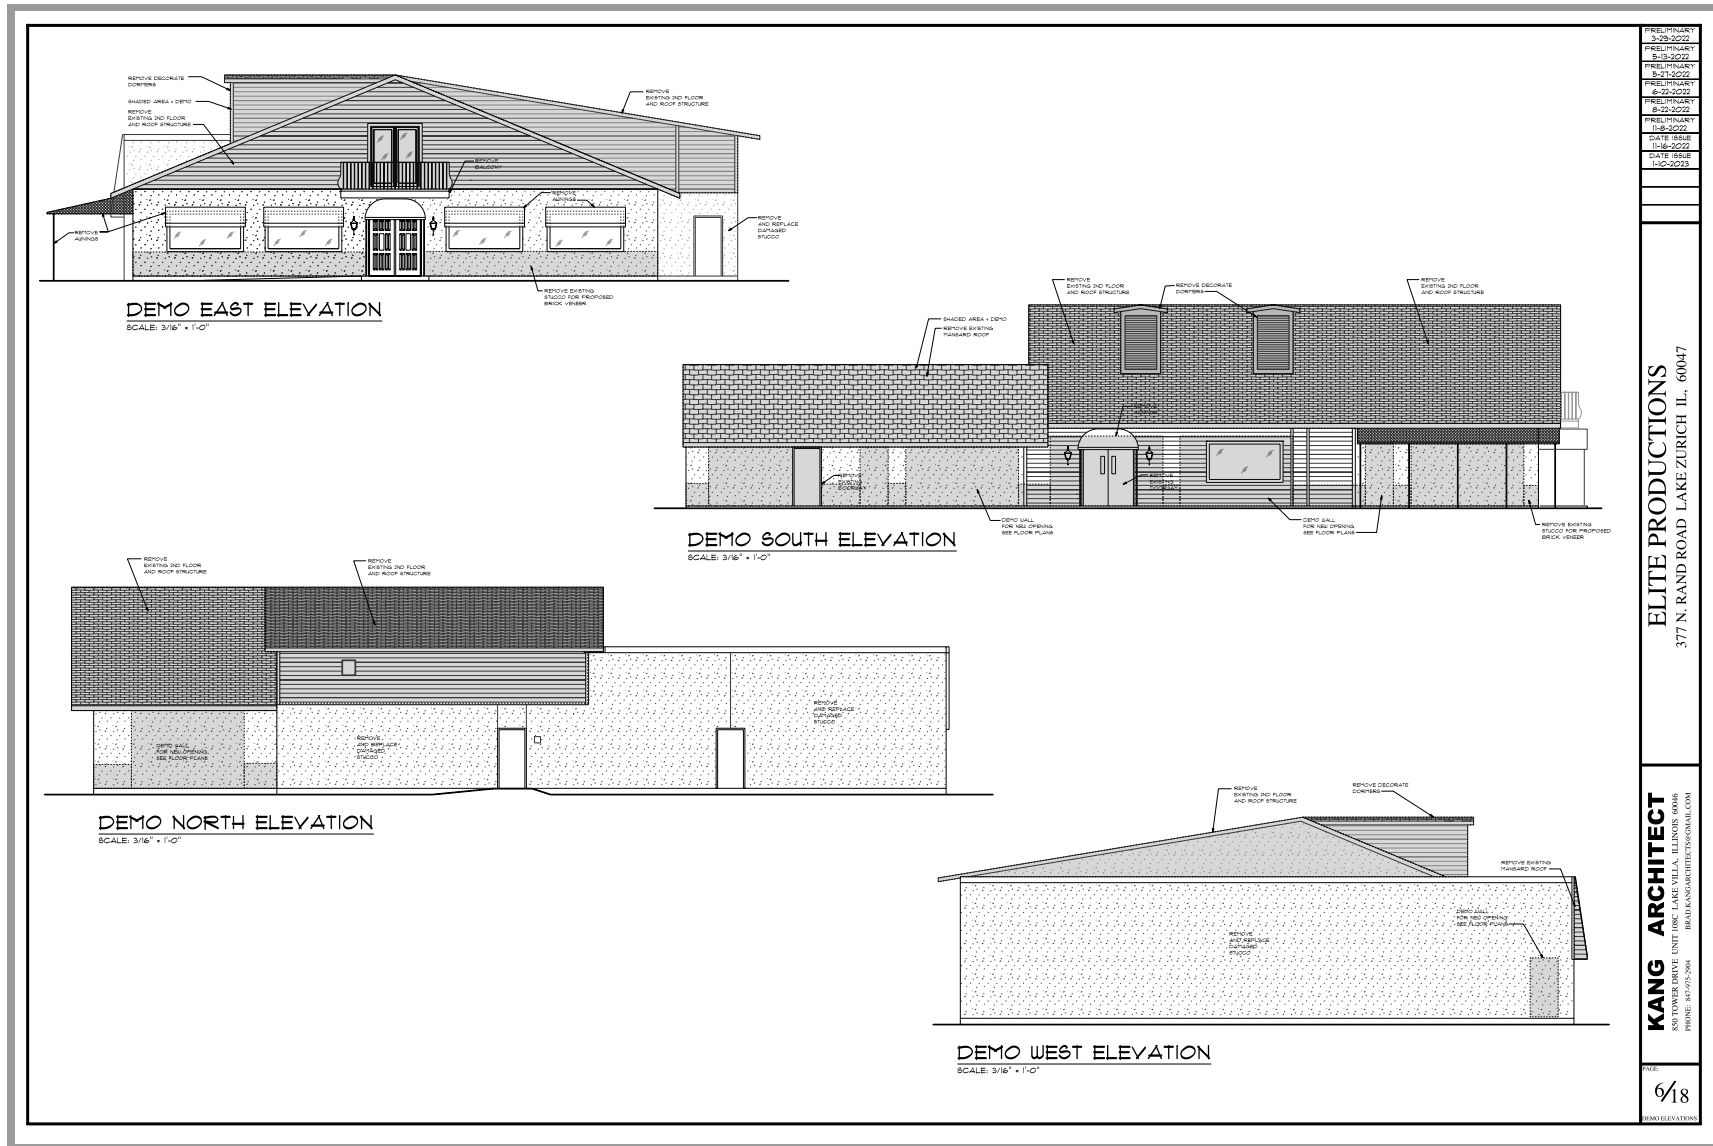 REMOVE DECORATE
DORMERS
SHADED AREA = DEMO
REMOVE
EXISTING 2ND FLOOR
AND ROOF STRUCTURE
REMOVE
EXISTING 2ND FLOOR
AND ROOF STRUCTURE
REMOVE
BALCONY
REMOVE
AUNINGS
REMOVE
AUNINGS
REMOVE
AND REPLACE
DAMAGED
STUCCO
REMOVE EXISTING
STUCCO FOR PROPOSED
BRICK VENEER
DEMO EAST ELEVATION
SCALE: 3/16" = 1'-0"
REMOVE
EXISTING 2ND FLOOR
AND ROOF STRUCTURE
REMOVE DECORATE
DORMERS
REMOVE
EXISTING 2ND FLOOR
AND ROOF STRUCTURE
SHADED AREA = DEMO
REMOVE EXISTING
MANSARD ROOF
REMOVE
REMOVE
EXISTING
DOORWAY
REMOVE
EXISTING
DOORWAY
DEMO WALL
FOR NEW OPENING
SEE FLOOR PLANS
DEMO WALL
FOR NEW OPENING
SEE FLOOR PLANS
REMOVE EXISTING
STUCCO FOR PROPOSED
BRICK VENEER
DEMO SOUTH ELEVATION
SCALE: 3/16" = 1'-0"
REMOVE
EXISTING 2ND FLOOR
AND ROOF STRUCTURE
REMOVE
EXISTING 2ND FLOOR
AND ROOF STRUCTURE
DEMO WALL
FOR NEW OPENING
SEE FLOOR PLANS
REMOVE
AND REPLACE
DAMAGED
STUCCO
REMOVE
AND REPLACE
DAMAGED
STUCCO
DEMO NORTH ELEVATION
SCALE: 3/16" = 1'-0"
REMOVE
EXISTING 2ND FLOOR
AND ROOF STRUCTURE
REMOVE DECORATE
DORMERS
REMOVE EXISTING
MANSARD ROOF
DEMO WALL
FOR NEW OPENING
SEE FLOOR PLANS
REMOVE
AND REPLACE
DAMAGED
STUCCO
DEMO WEST ELEVATION
SCALE: 3/16" = 1'-0"
PRELIMINARY
3-29-2022
PRELIMINARY
5-13-2022
PRELIMINARY
5-27-2022
PRELIMINARY
6-22-2022
PRELIMINARY
8-22-2022
PRELIMINARY
11-8-2022
DATE ISSUE
11-16-2022
DATE ISSUE
1-10-2023
ELITE PRODUCTIONS
377 N. RAND ROAD LAKE ZURICH IL, 60047
KANG ARCHITECT
850 TOWER DRIVE UNIT 108C LAKE VILLA, ILLINOIS 60046
PHONE: 847-975-2904 BRAD.KANGARCHITECTS@GMAIL.COM
PAGE:
6/18
DEMO ELEVATIONS